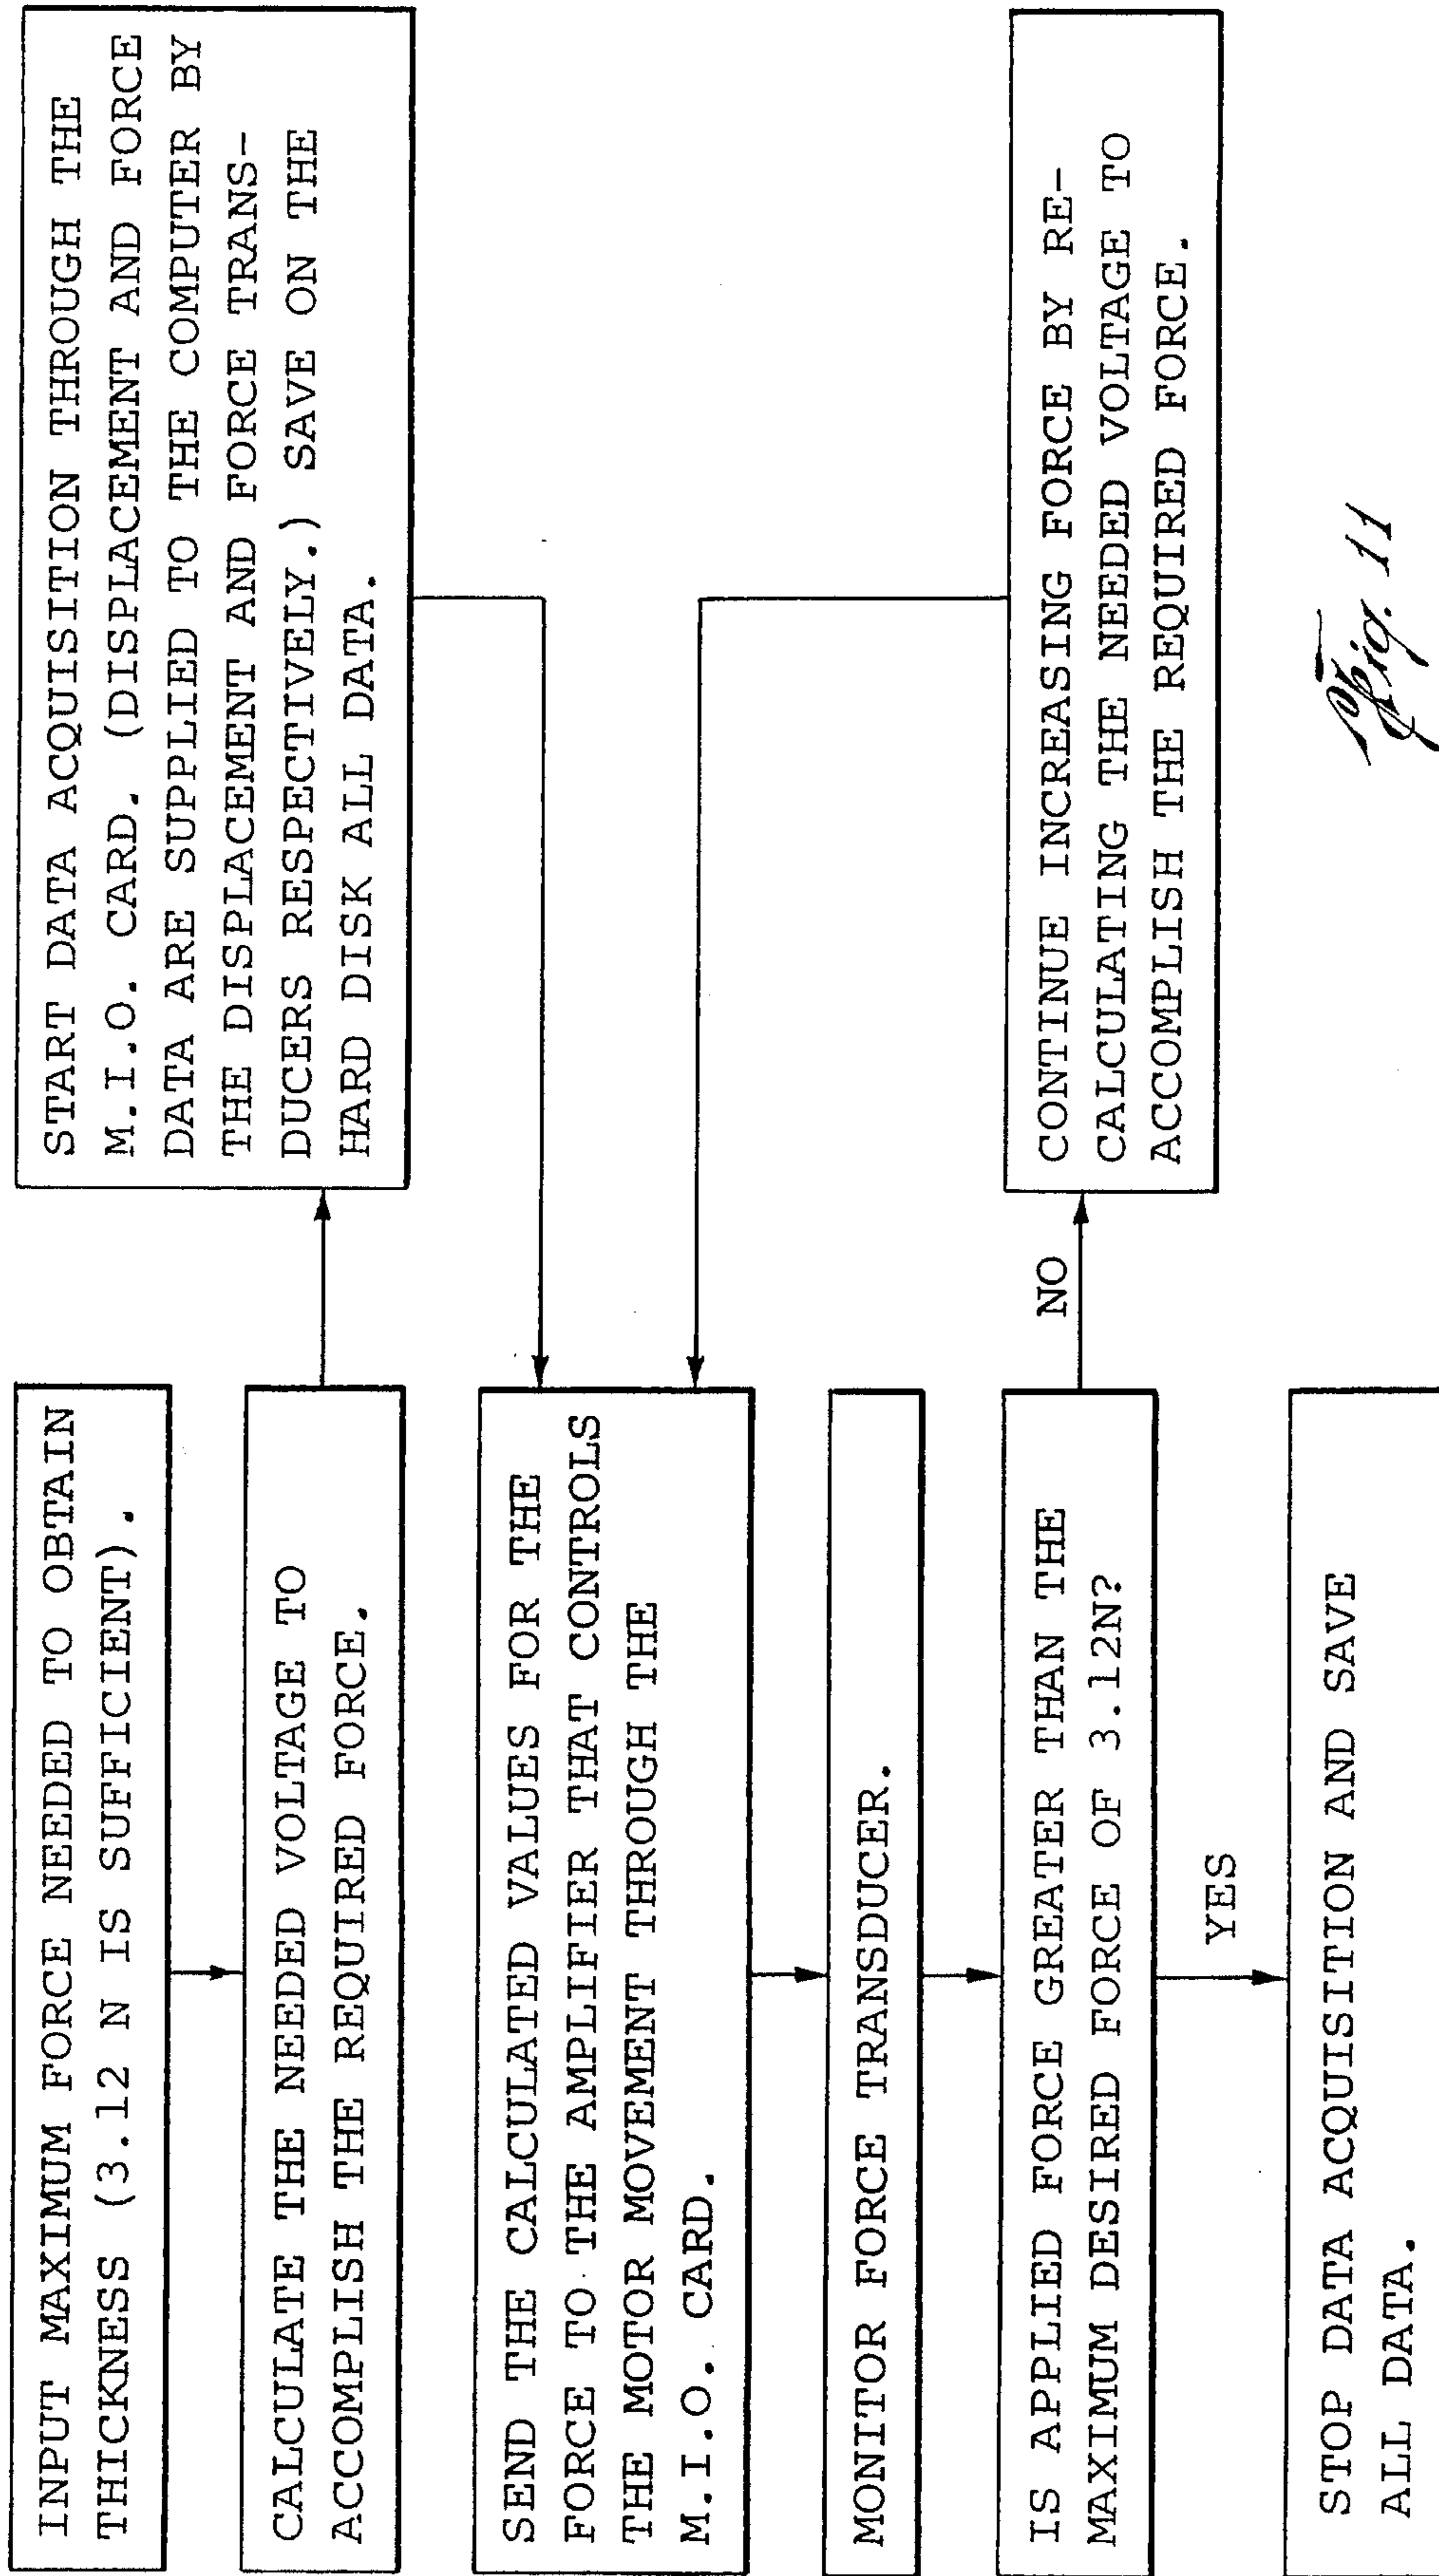 INPUT MAXIMUM FORCE NEEDED TO OBTAIN
THICKNESS (3.12 N IS SUFFICIENT).
CALCULATE THE NEEDED VOLTAGE TO
ACCOMPLISH THE REQUIRED FORCE.
START DATA ACQUISITION THROUGH THE
M.I.O. CARD. (DISPLACEMENT AND FORCE
DATA ARE SUPPLIED TO THE COMPUTER BY
THE DISPLACEMENT AND FORCE TRANS-
DUCERS RESPECTIVELY.) SAVE ON THE
HARD DISK ALL DATA.
SEND THE CALCULATED VALUES FOR THE
FORCE TO THE AMPLIFIER THAT CONTROLS
THE MOTOR MOVEMENT THROUGH THE
M.I.O. CARD.
MONITOR FORCE TRANSDUCER.
IS APPLIED FORCE GREATER THAN THE
MAXIMUM DESIRED FORCE OF 3.12N?
NO
CONTINUE INCREASING FORCE BY RE-
CALCULATING THE NEEDED VOLTAGE TO
ACCOMPLISH THE REQUIRED FORCE.
YES
STOP DATA ACQUISITION AND SAVE
ALL DATA.
Fig. 11